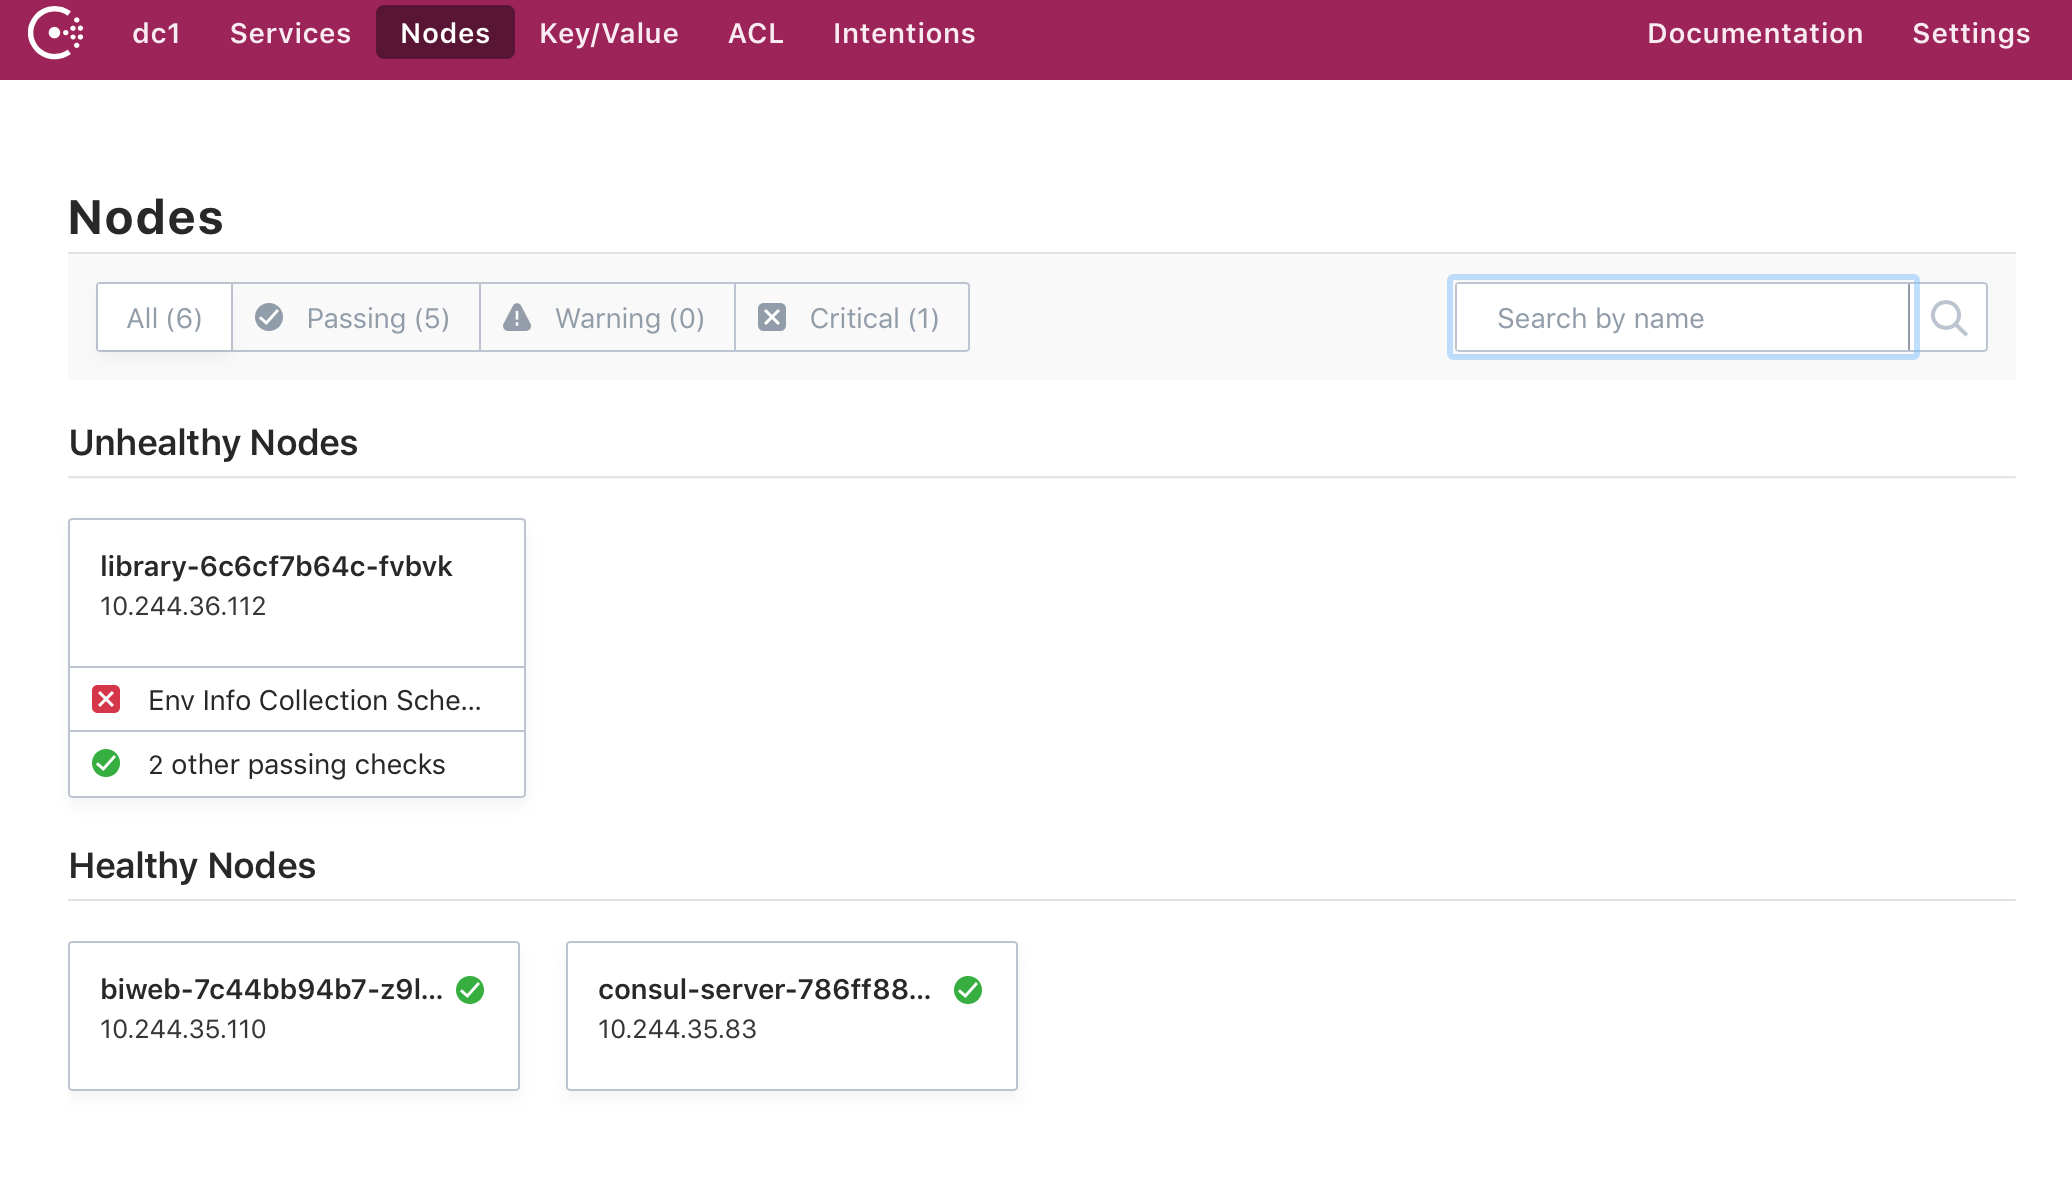 dc1 Services Nodes Key/Value ACL Intentions Documentation Settings
Nodes
All (6) Passing (5) Warning (0) Critical (1) Search by name
Unhealthy Nodes
library-6c6cf7b64c-fvbvk
10.244.36.112
Env Info Collection Sche...
2 other passing checks
Healthy Nodes
biweb-7c44bb94b7-z9l... consul-server-786ff88...
10.244.35.110 10.244.35.83